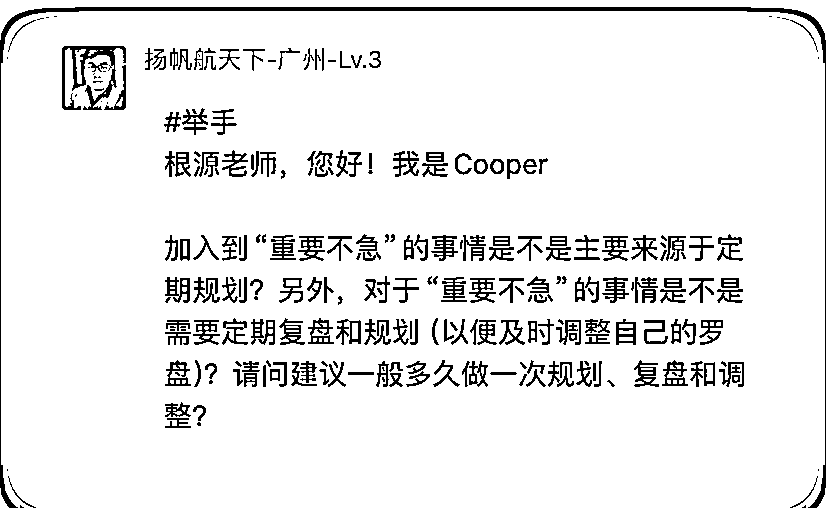 扬帆航天下-广州-Lv.3
#举手
根源老师，您好！我是Cooper
加入到“重要不急”的事情是不是主要来源于定
期规划？另外，对于“重要不急”的事情是不是
需要定期复盘和规划（以便及时调整自己的罗
盘）？请问建议一般多久做一次规划、复盘和调
整？